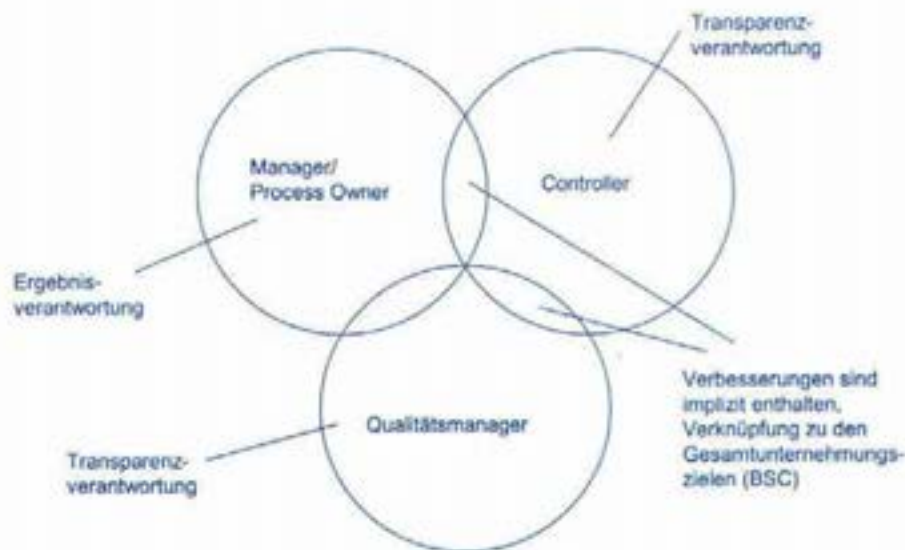 Transparenz-
verantwortung
Manager/
Process Owner
Controller
Ergebnis-
verantwortung
Qualitätsmanager
Transparenz-
verantwortung
Verbesserungen sind
implizit enthalten,
Verknüpfung zu den
Gesamtunternehmungs-
zielen (BSC)